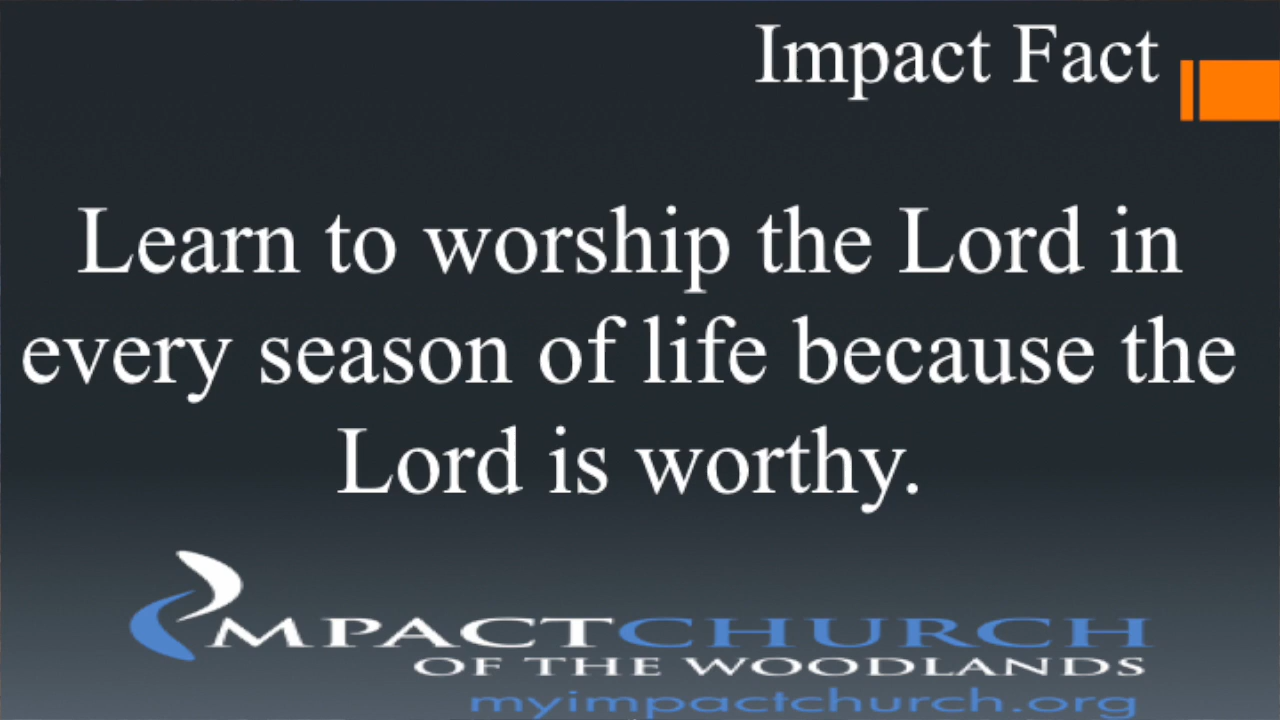 Impact Fact
Learn to worship the Lord in
every season of life because the
Lord is worthy.
IMPACTCHURCH
OF THE WOODLANDS
myimpactchurch.org